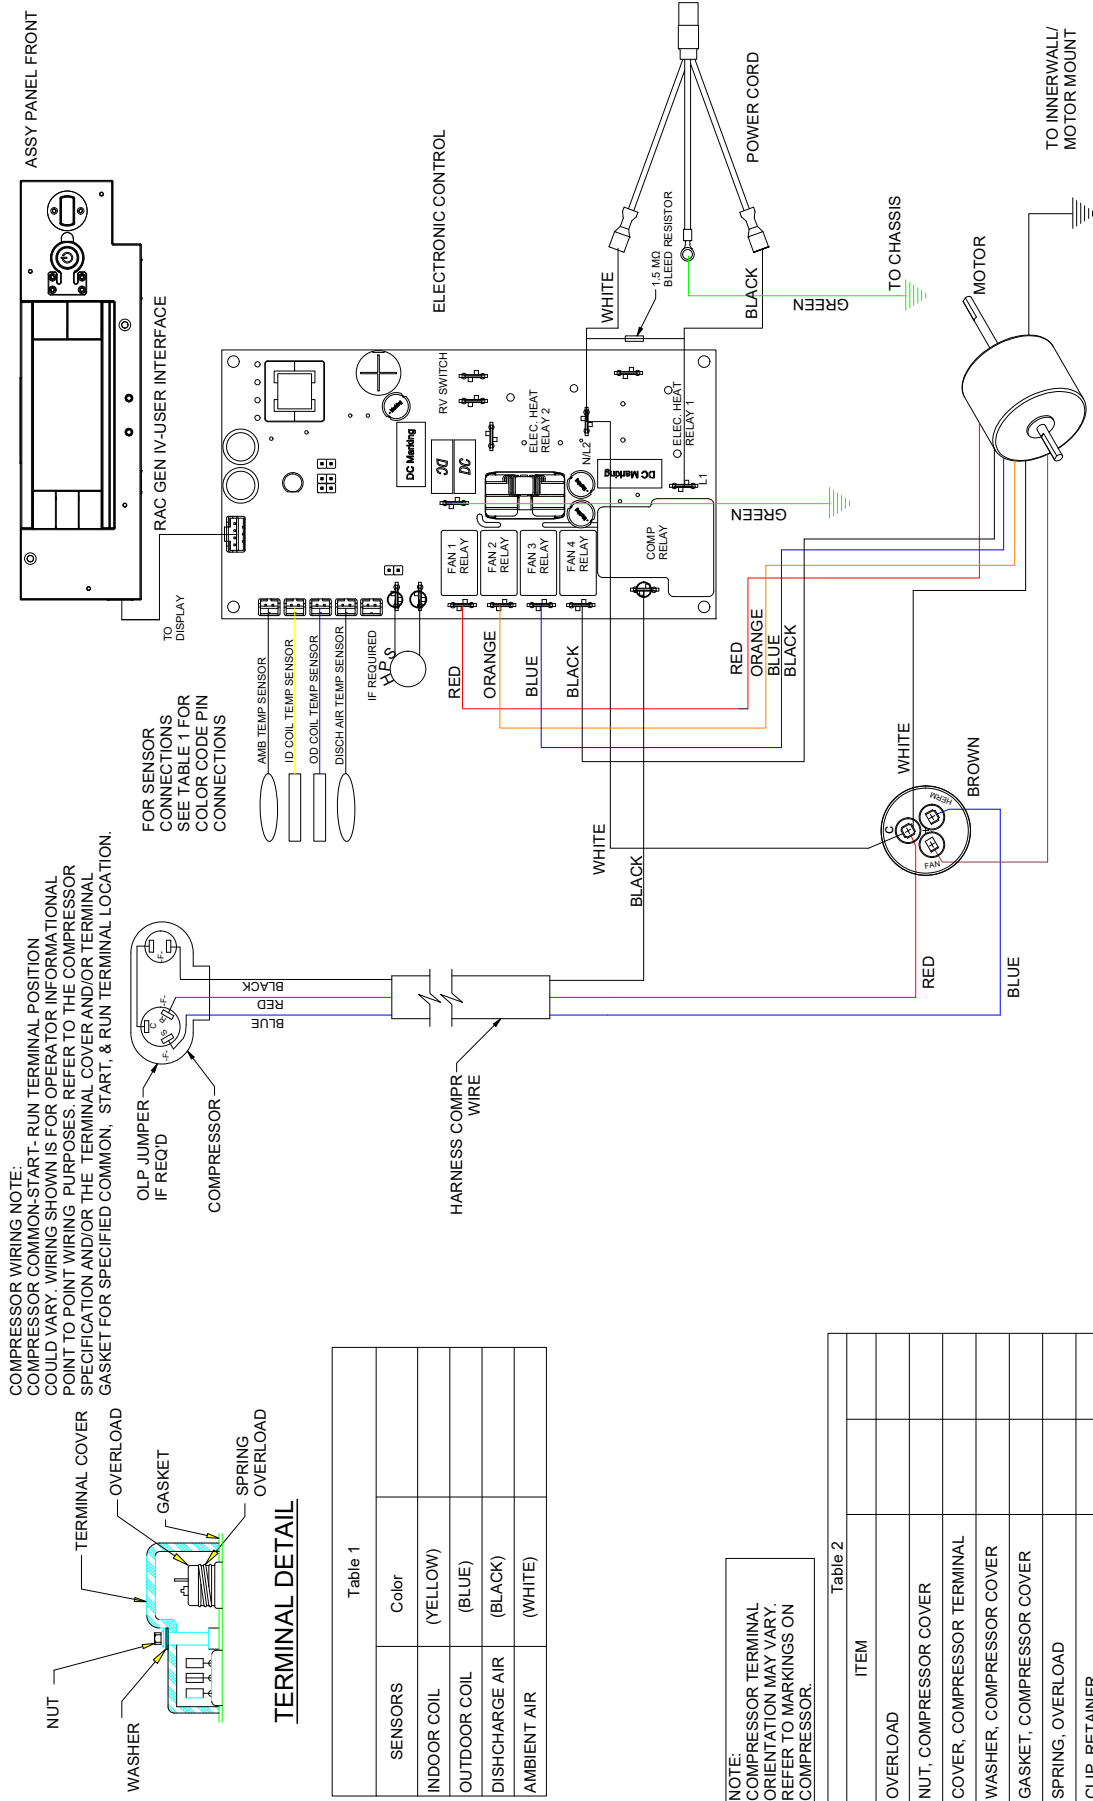 ASSY PANEL FRONT
RAC GEN IV-USER INTERFACE
TO
DISPLAY
ELECTRONIC CONTROL
POWER CORD
TO INNERWALL/
MOTOR MOUNT
WHITE
1.5 MΩ
BLEED RESISTOR
BLACK
GREEN
TO CHASSIS
MOTOR
RV SWITCH
DC Marking
DC
DC
ELEC. HEAT
RELAY 2
N/L2
DC Marking
ELEC. HEAT
RELAY 1
L1
FAN 1
RELAY
FAN 2
RELAY
FAN 3
RELAY
FAN 4
RELAY
COMP
RELAY
GREEN
FOR SENSOR
CONNECTIONS
SEE TABLE 1 FOR
COLOR CODE PIN
CONNECTIONS
AMB TEMP SENSOR
ID COIL TEMP SENSOR
OD COIL TEMP SENSOR
DISCH AIR TEMP SENSOR
IF REQUIRED
HPS
RED
ORANGE
BLUE
BLACK
RED
ORANGE
BLUE
BLACK
WHITE
BLACK
WHITE
BROWN
C
HERM
FAN
RED
BLUE
COMPRESSOR WIRING NOTE:
COMPRESSOR COMMON-START- RUN TERMINAL POSITION
COULD VARY. WIRING SHOWN IS FOR OPERATOR INFORMATIONAL
POINT TO POINT WIRING PURPOSES. REFER TO THE COMPRESSOR
SPECIFICATION AND/OR THE TERMINAL COVER AND/OR TERMINAL
GASKET FOR SPECIFIED COMMON, START, & RUN TERMINAL LOCATION.
OLP JUMPER
IF REQ'D
COMPRESSOR
C
S
R
-F-
-F-
-F-
BLACK
RED
BLUE
HARNESS COMPR
WIRE
NUT
WASHER
TERMINAL COVER
OVERLOAD
GASKET
SPRING
OVERLOAD
TERMINAL DETAIL
Table 1
SENSORS Color
INDOOR COIL (YELLOW)
OUTDOOR COIL (BLUE)
DISHCHARGE AIR (BLACK)
AMBIENT AIR (WHITE)
NOTE:
COMPRESSOR TERMINAL
ORIENTATION MAY VARY.
REFER TO MARKINGS ON
COMPRESSOR.
Table 2
ITEM
OVERLOAD
NUT, COMPRESSOR COVER
COVER, COMPRESSOR TERMINAL
WASHER, COMPRESSOR COVER
GASKET, COMPRESSOR COVER
SPRING, OVERLOAD
CLIP, RETAINER